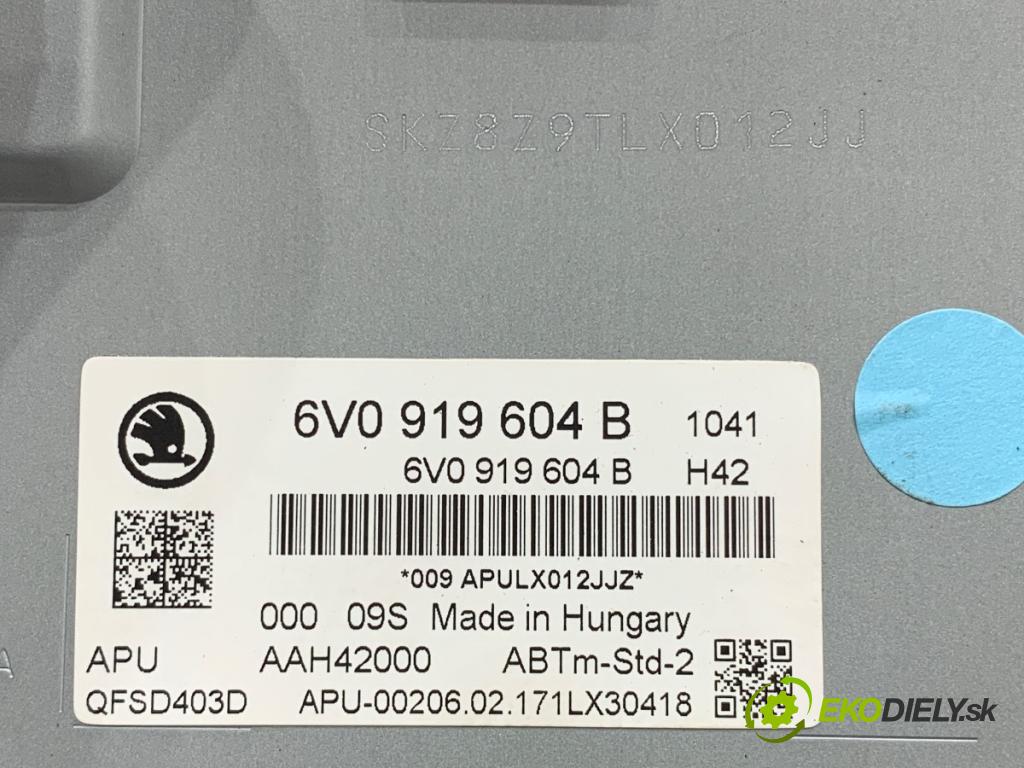 SKZ8Z9TLX012JJ
6V0 919 604 B 1041
6V0 919 604 B H42
*009 APULX012JJZ*
000 09S Made in Hungary
APU AAH42000 ABTm-Std-2
QFSD403D APU-00206.02.171LX30418
A
EKODIELY.sk